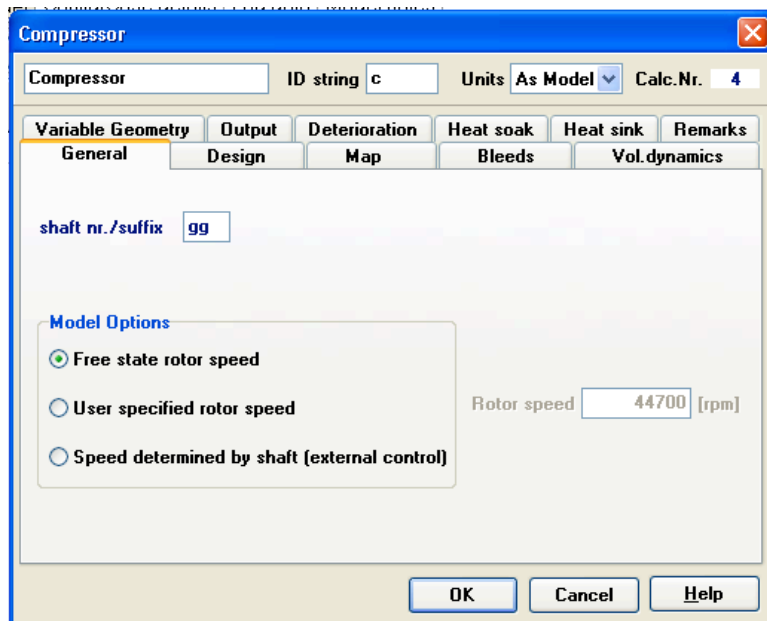 Compressor
Compressor ID string c Units As Model Calc.Nr. 4
Variable Geometry Output Deterioration Heat soak Heat sink Remarks
General Design Map Bleeds Vol.dynamics
shaft nr./suffix gg
Model Options
Free state rotor speed
User specified rotor speed
Rotor speed 44700 [rpm]
Speed determined by shaft (external control)
OK Cancel Help